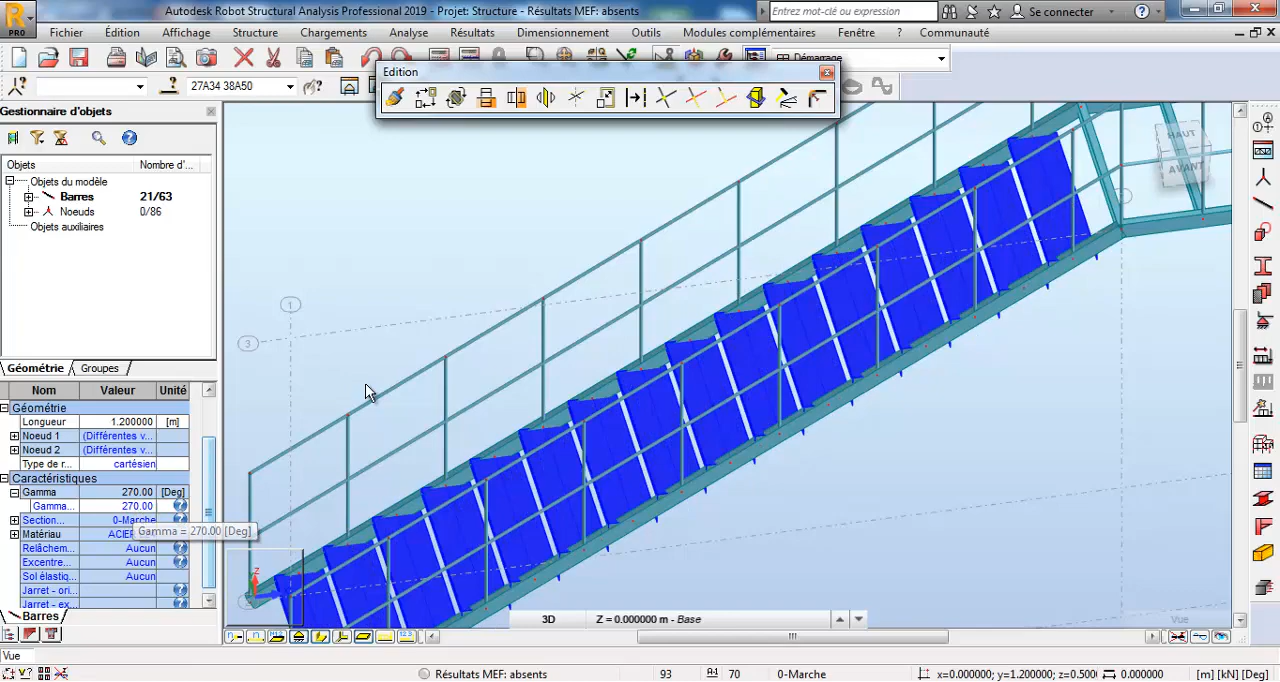 Autodesk Robot Structural Analysis Professional 2019 - Projet: Structure - Résultats MEF: absents
Entrez mot-clé ou expression
Se connecter
PRO
Fichier Édition Affichage Structure Chargements Analyse Résultats Dimensionnement Outils Modules complémentaires Fenêtre ? Communauté
Démarrage
27A34 38A50
Edition
Gestionnaire d'objets
Objets Nombre d'...
Objets du modèle
Barres 21/63
Noeuds 0/86
Objets auxiliaires
Géométrie Groupes
Nom Valeur Unité
Géométrie
Longueur 1.200000 [m]
Noeud 1 (Différentes v...
Noeud 2 (Différentes v...
Type de r... cartésien
Caractéristiques
Gamma 270.00 [Deg]
Gamma... 270.00
Section... 0-Marche
Matériau ACIER
Gamma = 270.00 [Deg]
Relâchem... Aucun
Excentre... Aucun
Sol élastiq... Aucun
Jarret - ori...
Jarret - ex...
Barres
HAUT
AVANT
1
3
Z
3D Z = 0.000000 m - Base
Vue
Vue
Résultats MEF: absents 93 70 0-Marche x=0.000000; y=1.200000; z=0.500 0.000000 [m] [kN] [Deg]